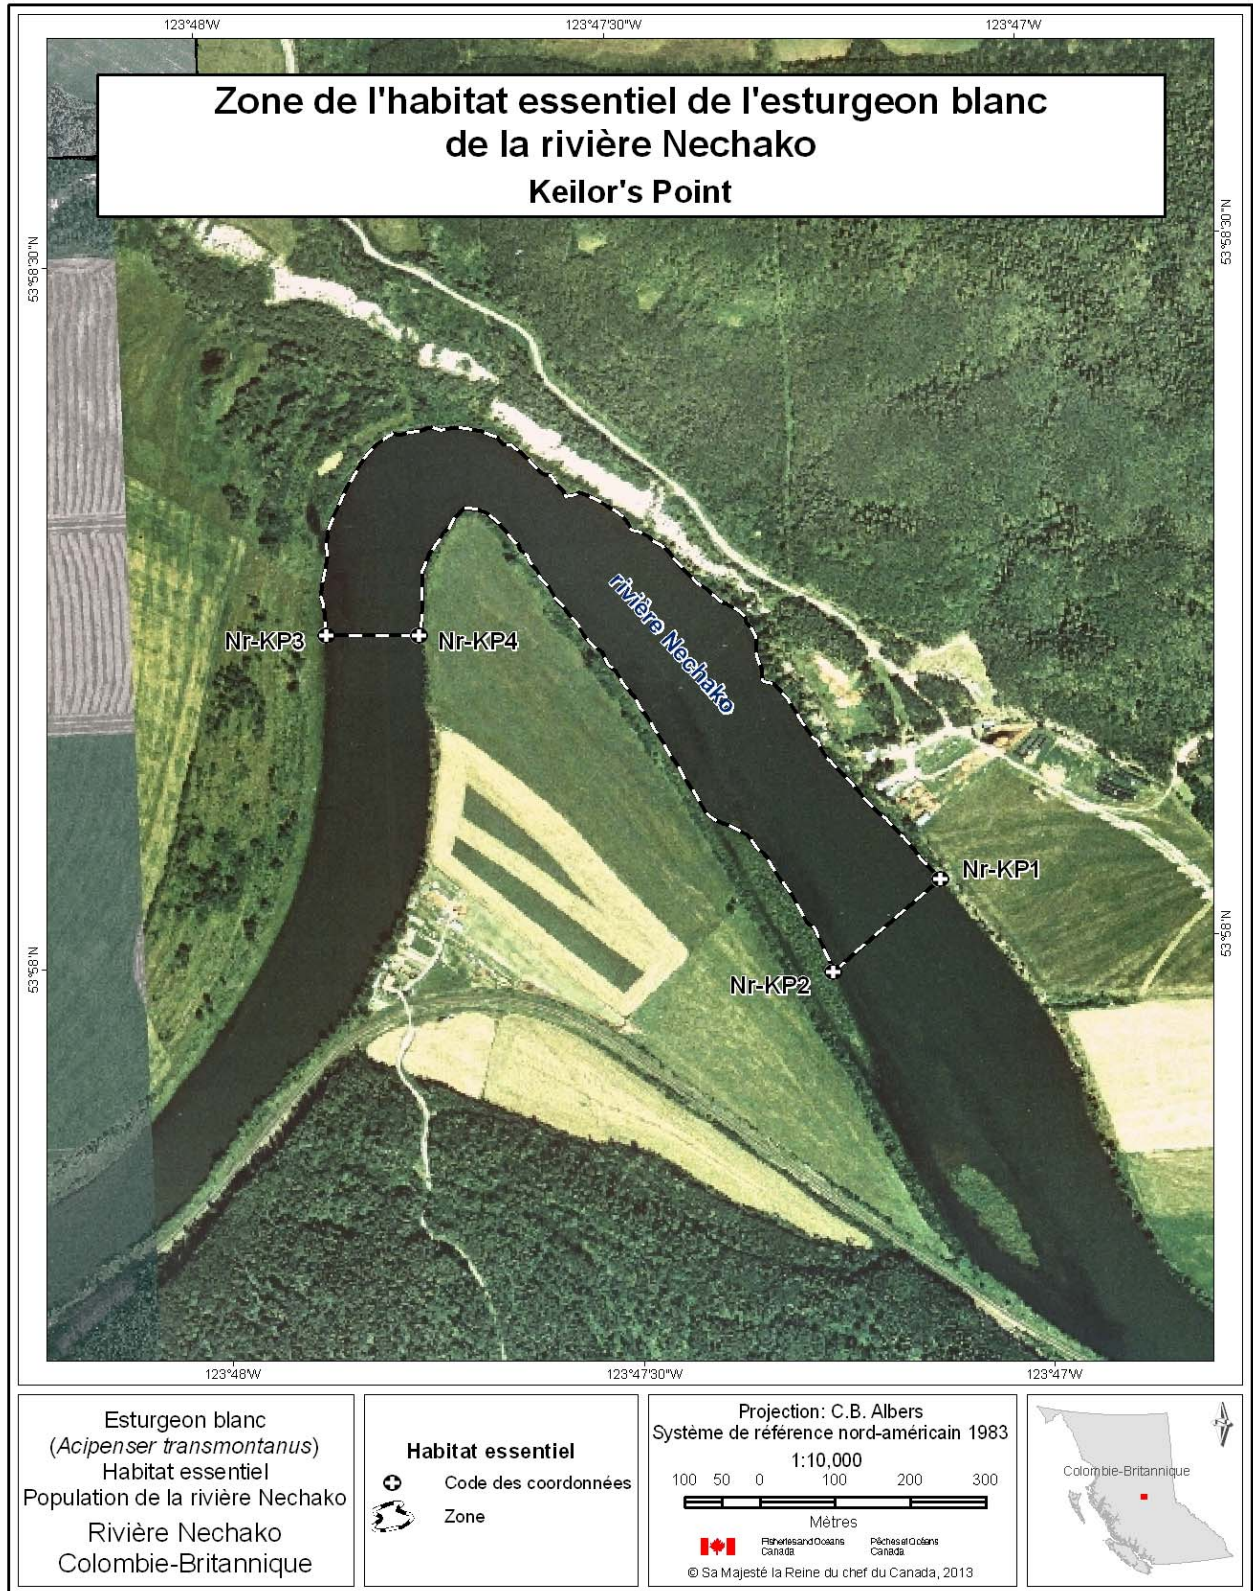 123°48'W
123°47'30"W
123°47'W
Zone de l'habitat essentiel de l'esturgeon blanc
de la rivière Nechako
Keilor's Point
53°58'30"N
53°58'30"N
rivière Nechako
Nr-KP3
Nr-KP4
Nr-KP1
Nr-KP2
53°58'N
53°58'N
123°48'W
123°47'30"W
123°47'W
Esturgeon blanc
(Acipenser transmontanus)
Habitat essentiel
Population de la rivière Nechako
Rivière Nechako
Colombie-Britannique
Habitat essentiel
Code des coordonnées
Zone
Projection: C.B. Albers
Système de référence nord-américain 1983
1:10,000
100 50 0 100 200 300
Mètres
Fisheries and Oceans Canada
Pêches et Océans Canada
© Sa Majesté la Reine du chef du Canada, 2013
Colombie-Britannique